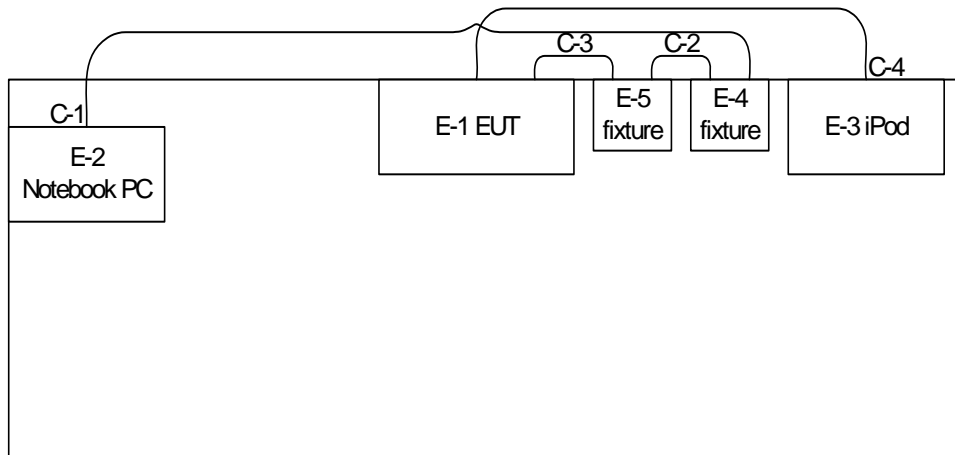 C-3
C-2
C-4
C-1
E-1 EUT
E-5
fixture
E-4
fixture
E-3 iPod
E-2
Notebook PC